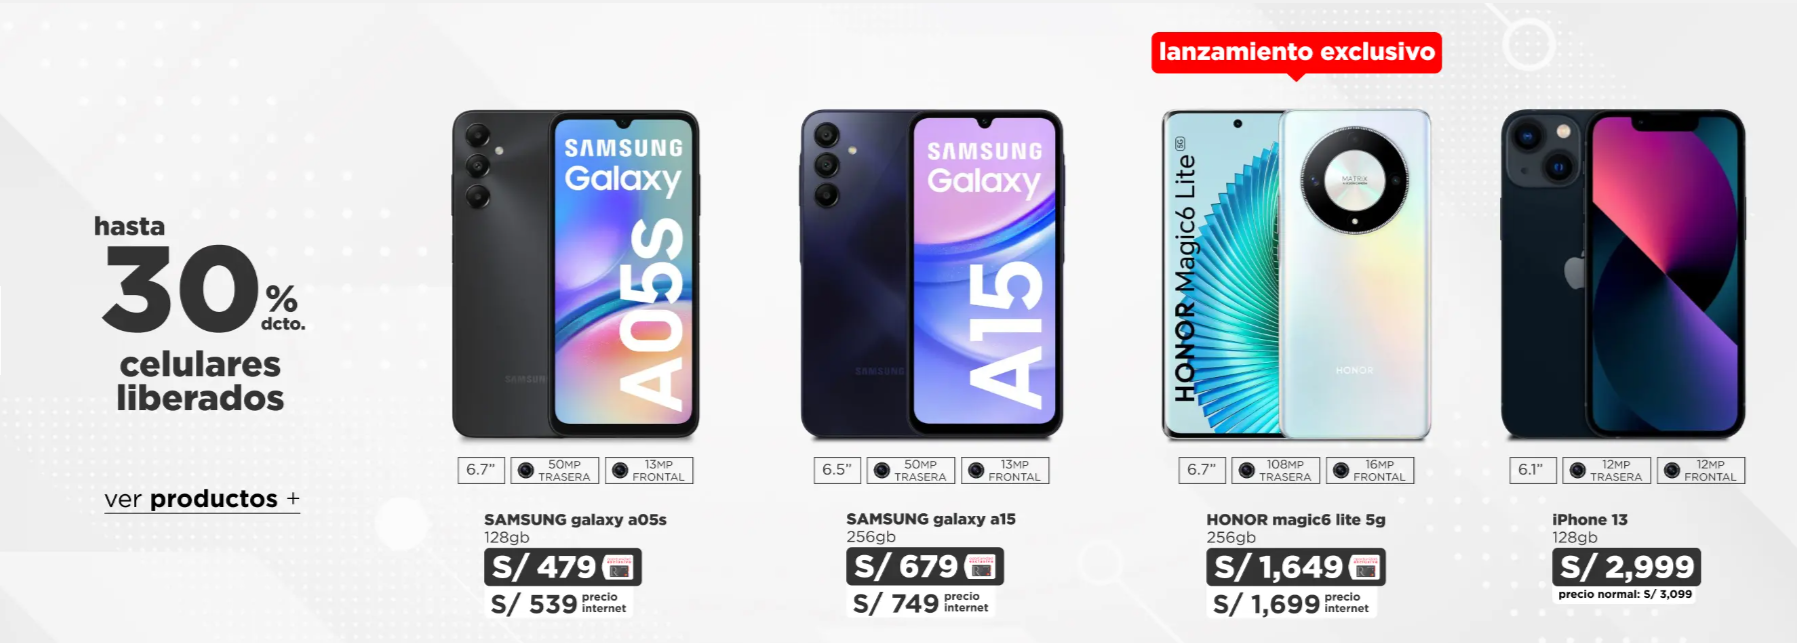 hasta
30%
dcto.
celulares
liberados
ver productos +
SAMSUNG
Galaxy
A05s
SAMSUNG
6.7"
50MP
TRASERA
13MP
FRONTAL
SAMSUNG galaxy a05s
128gb
S/ 479
S/ 539 precio
internet
SAMSUNG
Galaxy
A15
SAMSUNG
6.5"
50MP
TRASERA
13MP
FRONTAL
SAMSUNG galaxy a15
256gb
S/ 679
S/ 749 precio
internet
lanzamiento exclusivo
HONOR Magic6 Lite 5G
MATRIX
HONOR
6.7"
108MP
TRASERA
16MP
FRONTAL
HONOR magic6 lite 5g
256gb
S/ 1,649
S/ 1,699 precio
internet
6.1"
12MP
TRASERA
12MP
FRONTAL
iPhone 13
128gb
S/ 2,999
precio normal: S/ 3,099